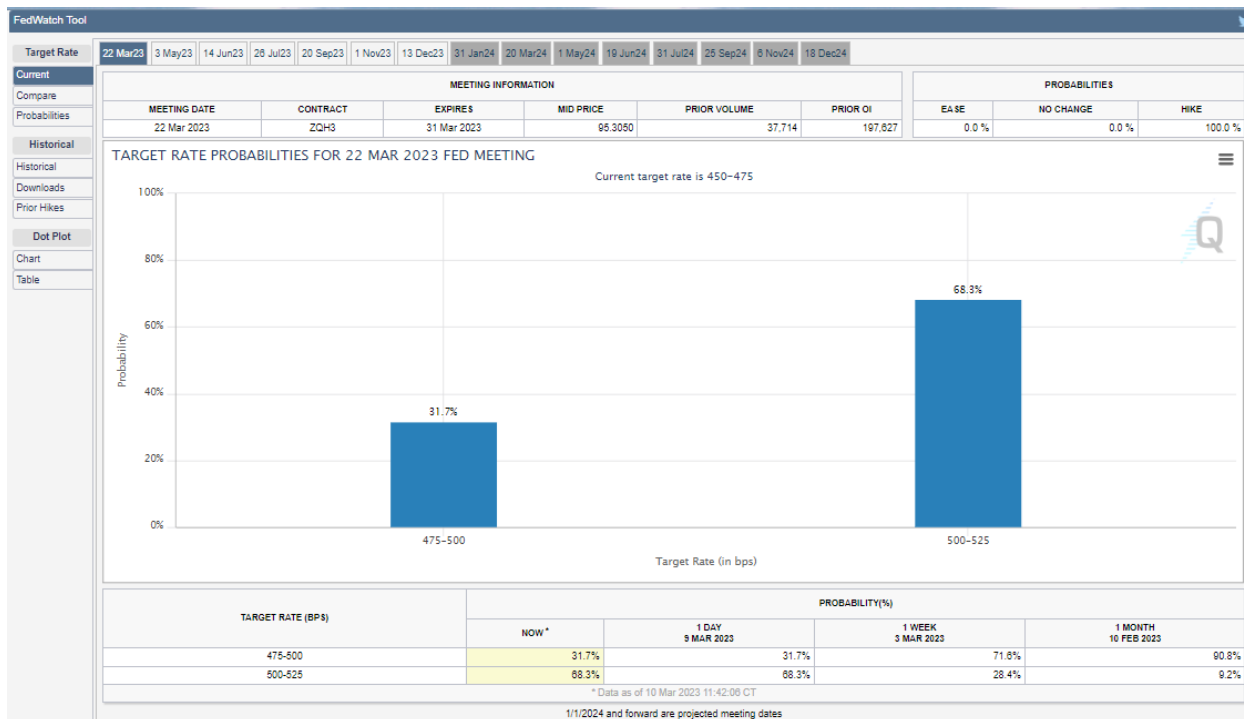 FedWatch Tool
Target Rate
Current
Compare
Probabilities
Historical
Historical
Downloads
Prior Hikes
Dot Plot
Chart
Table
22 Mar23 3 May23 14 Jun23 26 Jul23 20 Sep23 1 Nov23 13 Dec23 31 Jan24 20 Mar24 1 May24 19 Jun24 31 Jul24 25 Sep24 6 Nov24 18 Dec24
MEETING INFORMATION
MEETING DATE CONTRACT EXPIRES MID PRICE PRIOR VOLUME PRIOR OI
22 Mar 2023 ZQH3 31 Mar 2023 95.3050 37,714 197,627
PROBABILITIES
EASE NO CHANGE HIKE
0.0 % 0.0 % 100.0 %
TARGET RATE PROBABILITIES FOR 22 MAR 2023 FED MEETING
Current target rate is 450-475
Q
Probability
100%
80%
60%
40%
20%
0%
31.7%
68.3%
475-500 500-525
Target Rate (in bps)
TARGET RATE (BPS) PROBABILITY(%)
NOW * 1 DAY 9 MAR 2023 1 WEEK 3 MAR 2023 1 MONTH 10 FEB 2023
475-500 31.7% 31.7% 71.6% 90.8%
500-525 68.3% 68.3% 28.4% 9.2%
* Data as of 10 Mar 2023 11:42:06 CT
1/1/2024 and forward are projected meeting dates